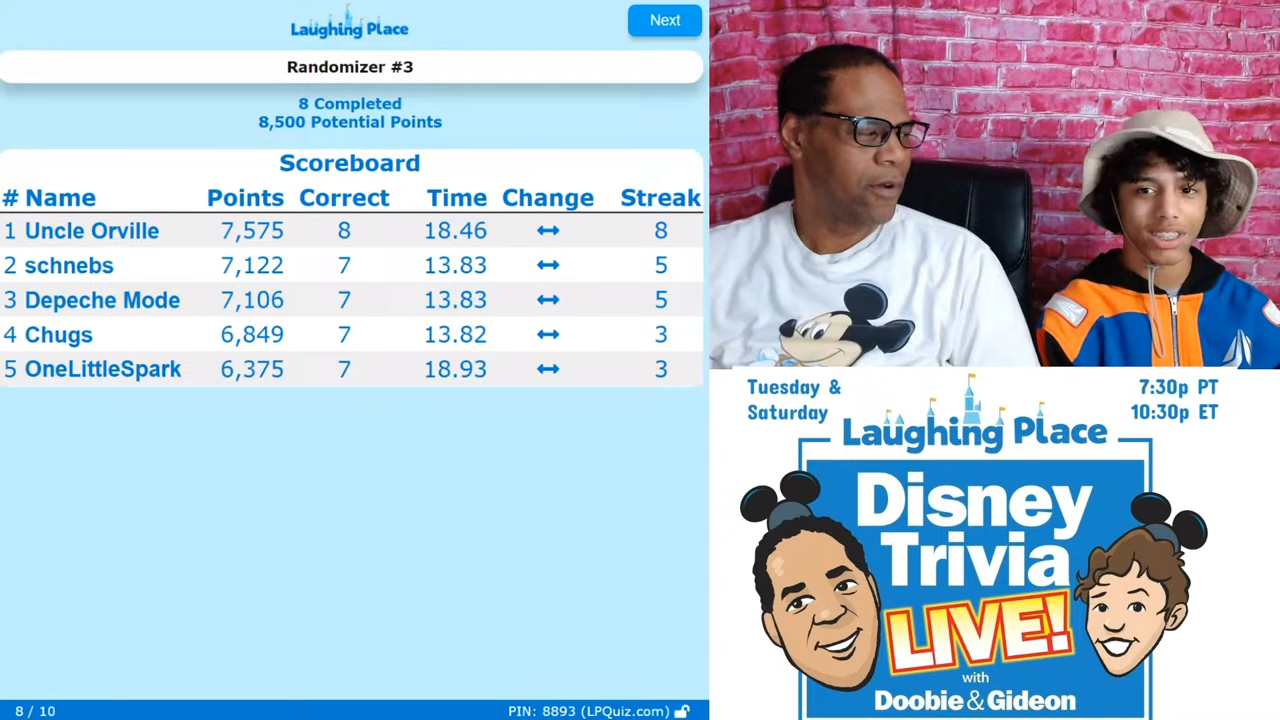 Laughing Place
Next
Randomizer #3
8 Completed
8,500 Potential Points
Scoreboard
# Name Points Correct Time Change Streak
1 Uncle Orville 7,575 8 18.46 ↔ 8
2 schnebs 7,122 7 13.83 ↔ 5
3 Depeche Mode 7,106 7 13.83 ↔ 5
4 Chugs 6,849 7 13.82 ↔ 3
5 OneLittleSpark 6,375 7 18.93 ↔ 3
8 / 10
PIN: 8893 (LPQuiz.com)
Tuesday & 7:30p PT
Saturday 10:30p ET
Laughing Place
Disney
Trivia
LIVE!
with
Doobie & Gideon